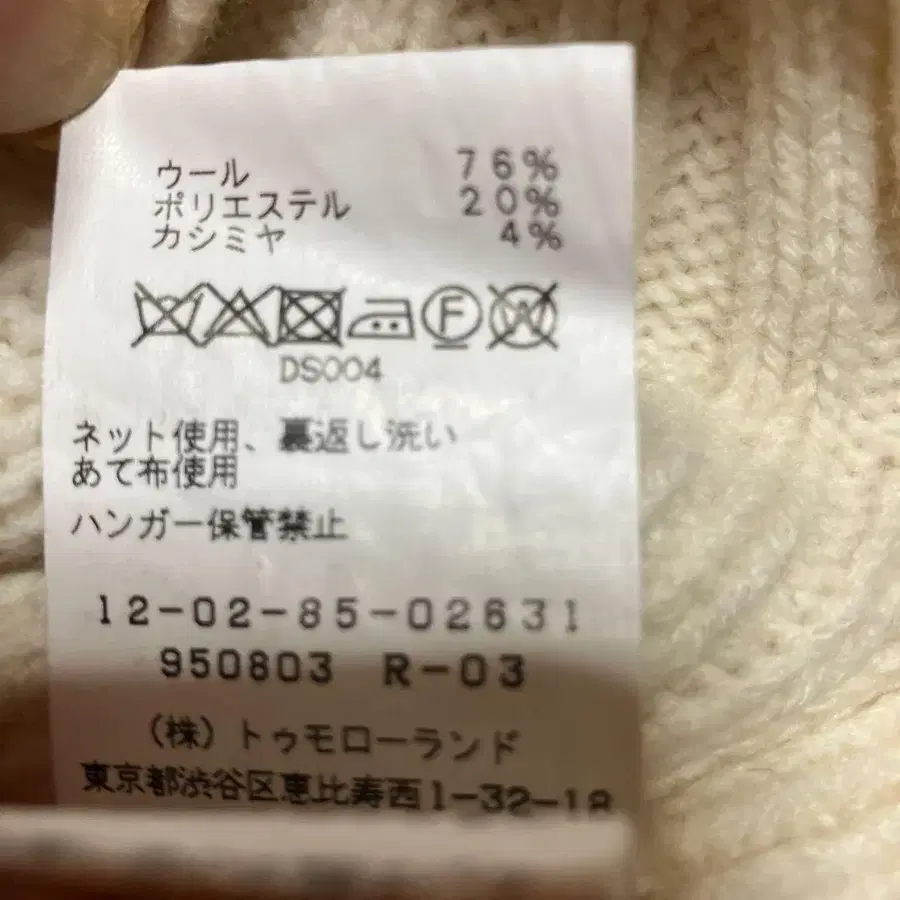 ウール 76%
ポリエステル 20%
カシミヤ 4%
F W
DS004
ネット使用、裏返し洗い
あて布使用
ハンガー保管禁止
12-02-85-02631
950803 R-03
(株)トゥモローランド
東京都渋谷区恵比寿西1-32-18